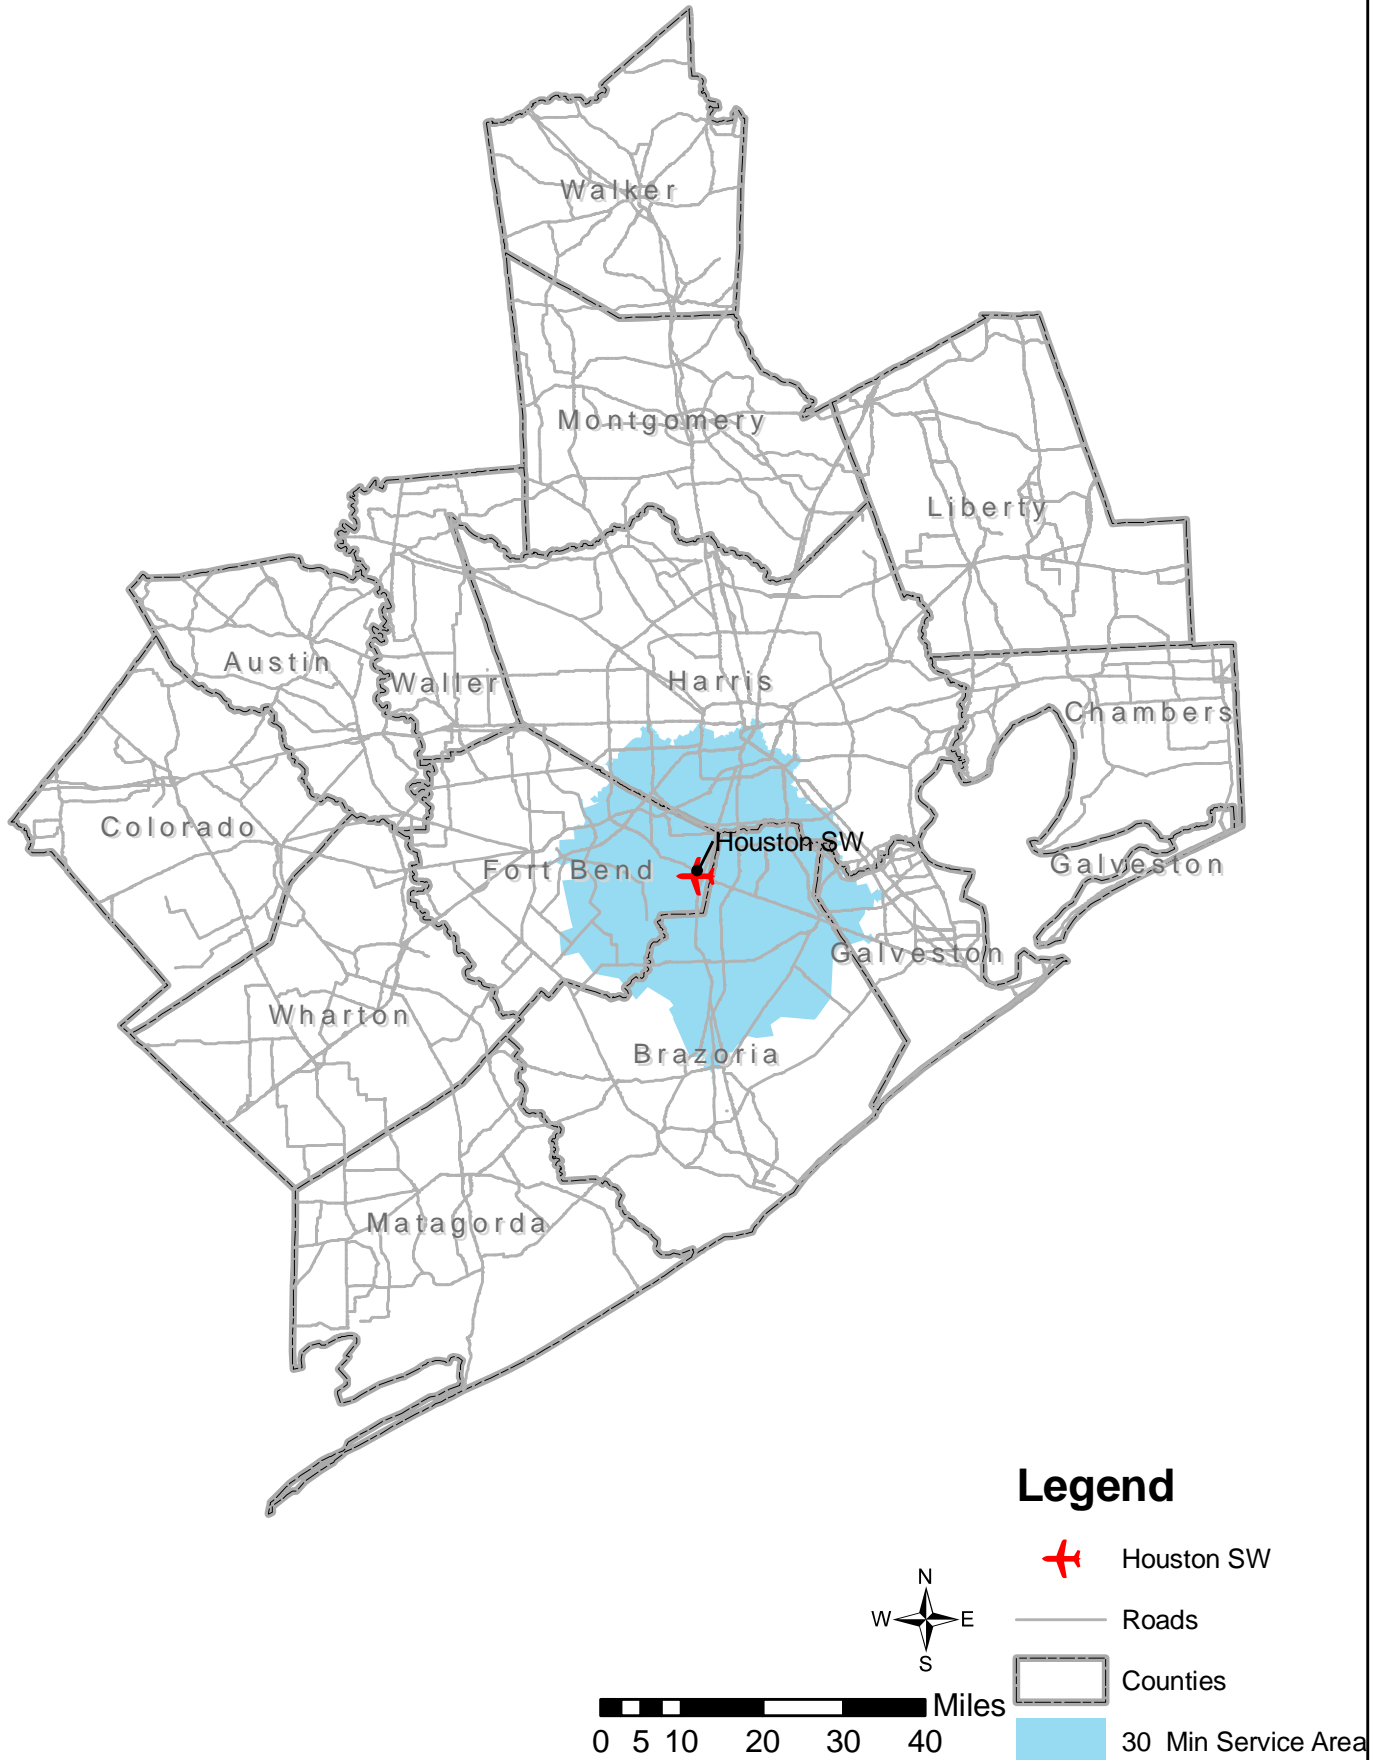 Walker
Montgomery
Liberty
Austin
Waller
Harris
Chambers
Colorado
Houston SW
Fort Bend
Galveston
Galveston
Wharton
Brazoria
Matagorda
Legend
Houston SW
N
W E
S
Roads
Counties
Miles
0 5 10 20 30 40
30 Min Service Area